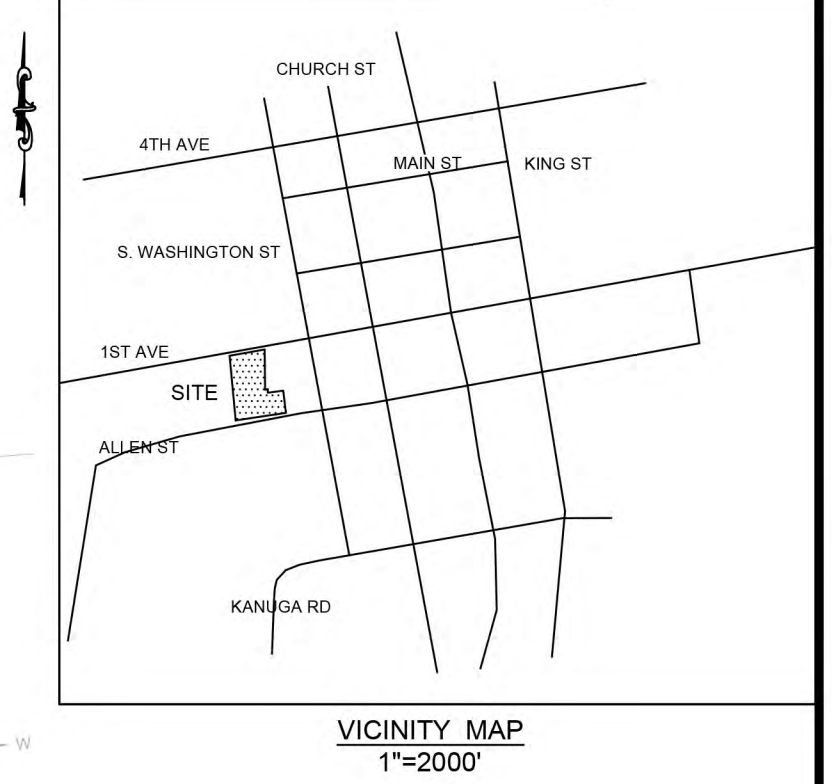 CHURCH ST
4TH AVE
MAIN ST
KING ST
S. WASHINGTON ST
1ST AVE
SITE
ALLEN ST
KANUGA RD
VICINITY MAP
1"=2000'
W